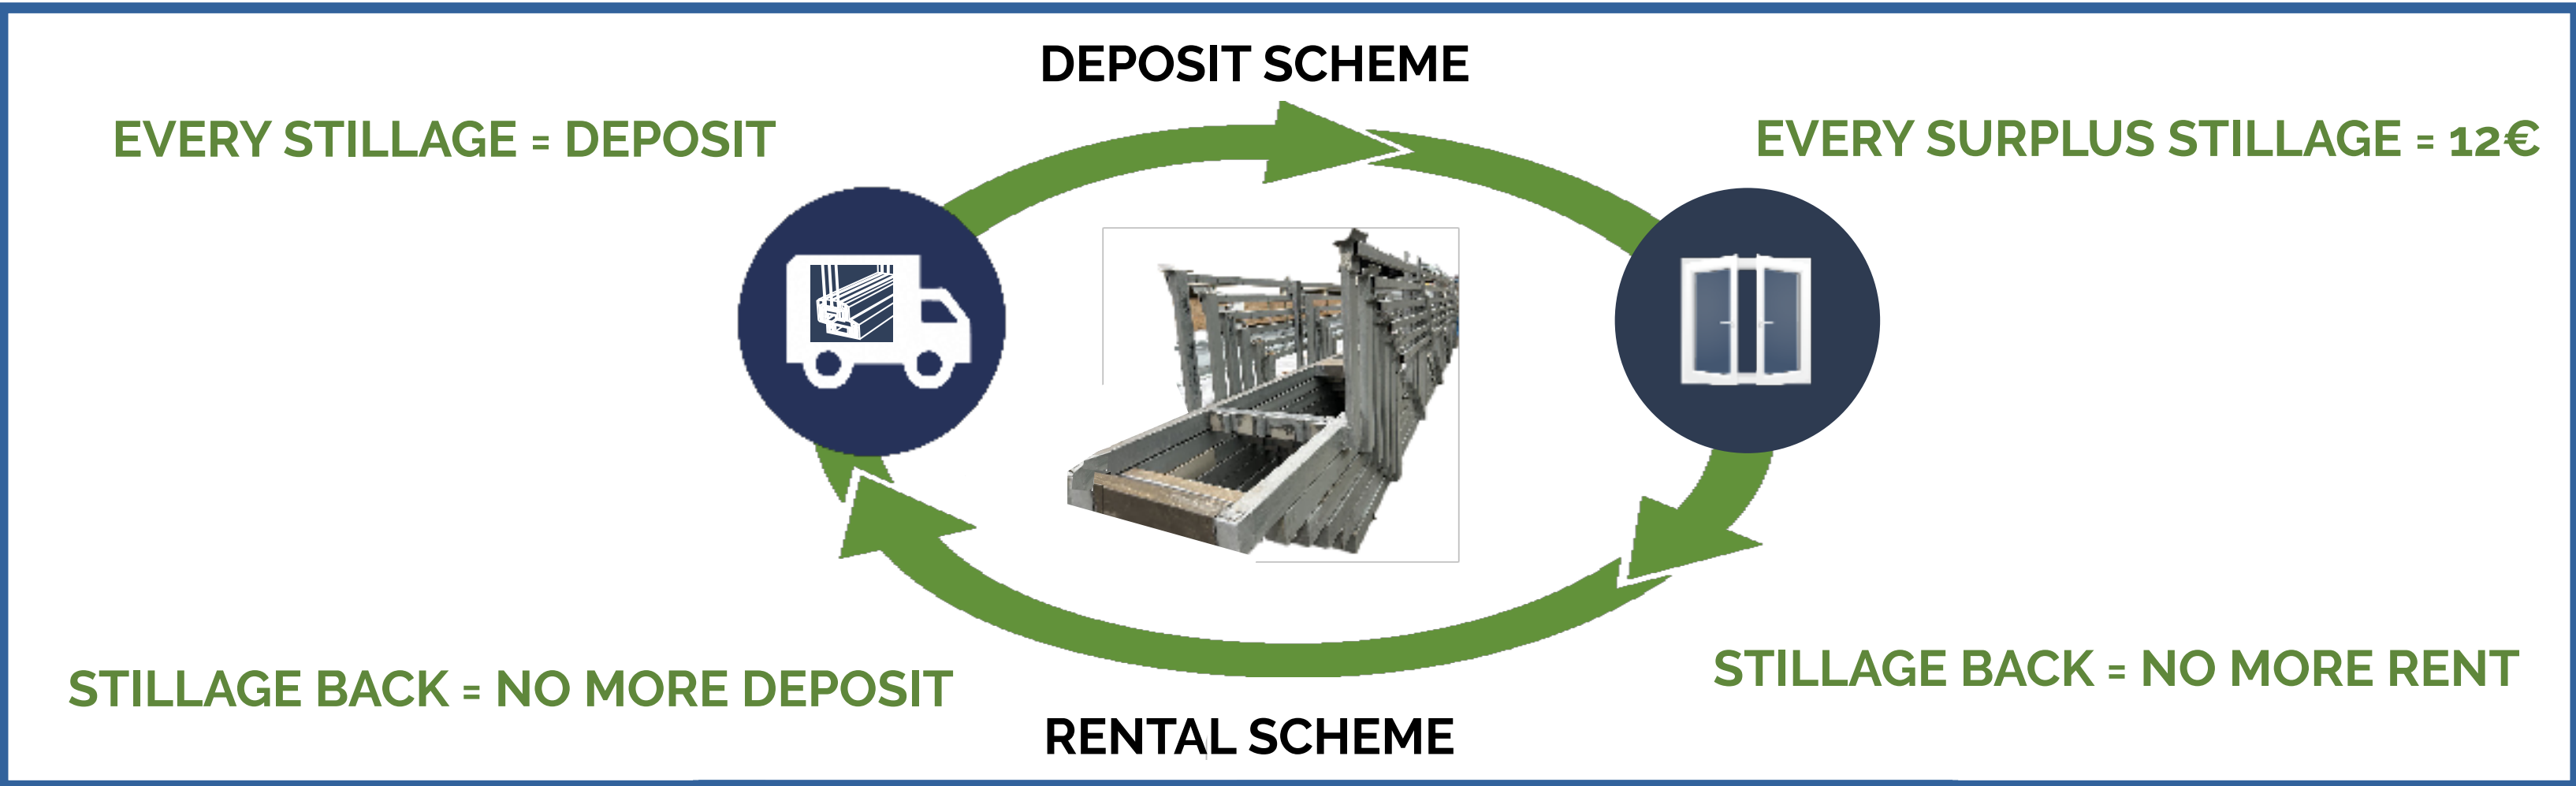 DEPOSIT SCHEME
EVERY STILLAGE = DEPOSIT
EVERY SURPLUS STILLAGE = 12€
STILLAGE BACK = NO MORE DEPOSIT
STILLAGE BACK = NO MORE RENT
RENTAL SCHEME